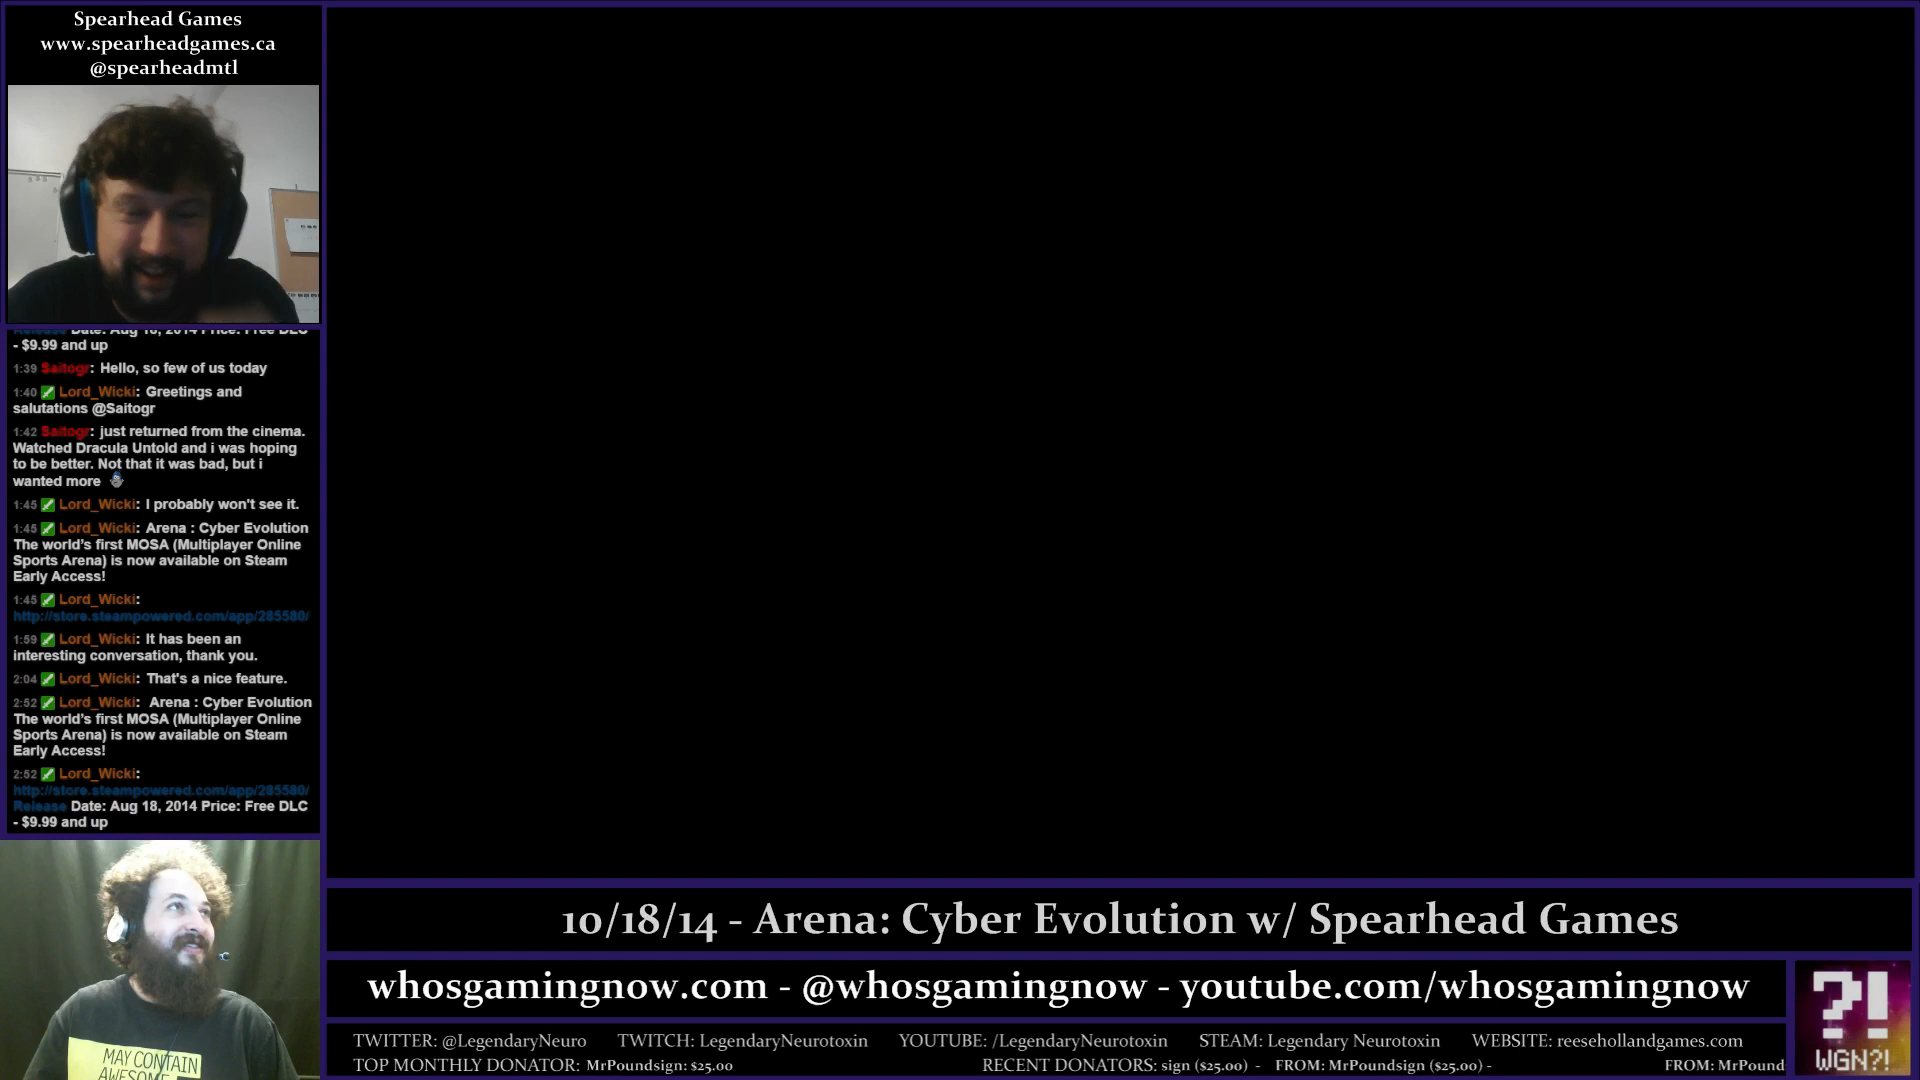 Spearhead Games
www.spearheadgames.ca
@spearheadmtl
Release Date: Aug 18, 2014 Price: Free DLC
- $9.99 and up
1:39 Saitogr: Hello, so few of us today
1:40 Lord_Wicki: Greetings and
salutations @Saitogr
1:42 Saitogr: just returned from the cinema.
Watched Dracula Untold and i was hoping
to be better. Not that it was bad, but i
wanted more
1:45 Lord_Wicki: I probably won't see it.
1:45 Lord_Wicki: Arena : Cyber Evolution
The world's first MOSA (Multiplayer Online
Sports Arena) is now available on Steam
Early Access!
1:45 Lord_Wicki:
http://store.steampowered.com/app/285580/
1:59 Lord_Wicki: It has been an
interesting conversation, thank you.
2:04 Lord_Wicki: That's a nice feature.
2:52 Lord_Wicki: Arena : Cyber Evolution
The world's first MOSA (Multiplayer Online
Sports Arena) is now available on Steam
Early Access!
2:52 Lord_Wicki:
http://store.steampowered.com/app/285580/
Release Date: Aug 18, 2014 Price: Free DLC
- $9.99 and up
MAY CONTAIN
AWESOME
10/18/14 - Arena: Cyber Evolution w/ Spearhead Games
whosgamingnow.com - @whosgamingnow - youtube.com/whosgamingnow
TWITTER: @LegendaryNeuro TWITCH: LegendaryNeurotoxin YOUTUBE: /LegendaryNeurotoxin STEAM: Legendary Neurotoxin WEBSITE: reesehollandgames.com
TOP MONTHLY DONATOR: MrPoundsign: $25.00 RECENT DONATORS: sign ($25.00) - FROM: MrPoundsign ($25.00) - FROM: MrPound
?!
WGN?!